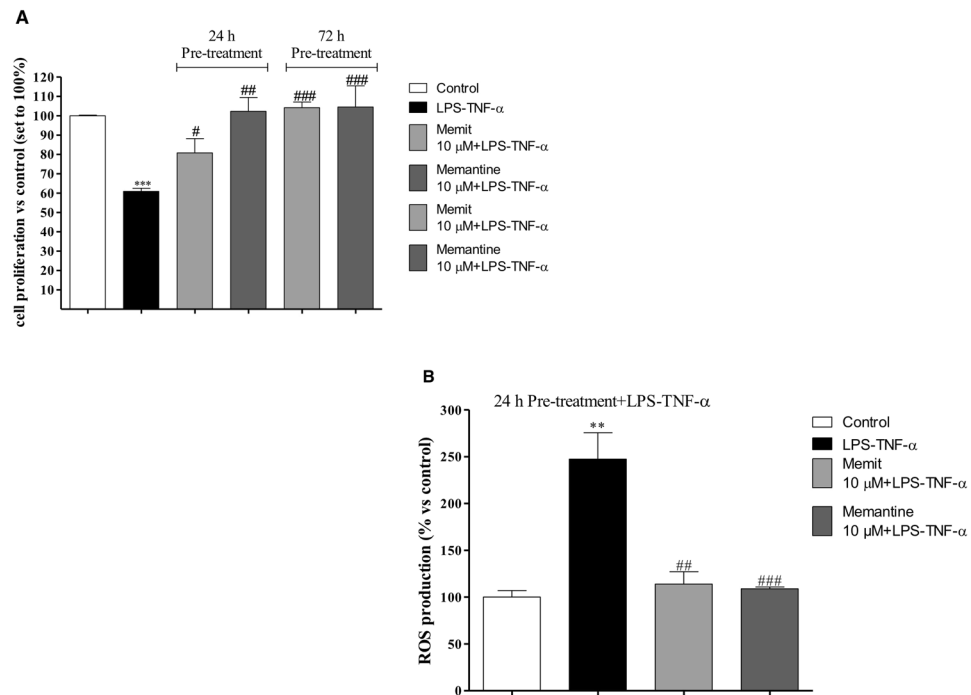 A
24 h
Pre-treatment
72 h
Pre-treatment
cell proliferation vs control (set to 100%)
120
110
100
90
80
70
60
50
40
30
20
10
***
#
##
###
###
Control
LPS-TNF-α
Memit
10 μM+LPS-TNF-α
Memantine
10 μM+LPS-TNF-α
Memit
10 μM+LPS-TNF-α
Memantine
10 μM+LPS-TNF-α
B
24 h Pre-treatment+LPS-TNF-α
ROS production (% vs control)
300
250
200
150
100
50
0
**
##
###
Control
LPS-TNF-α
Memit
10 μM+LPS-TNF-α
Memantine
10 μM+LPS-TNF-α